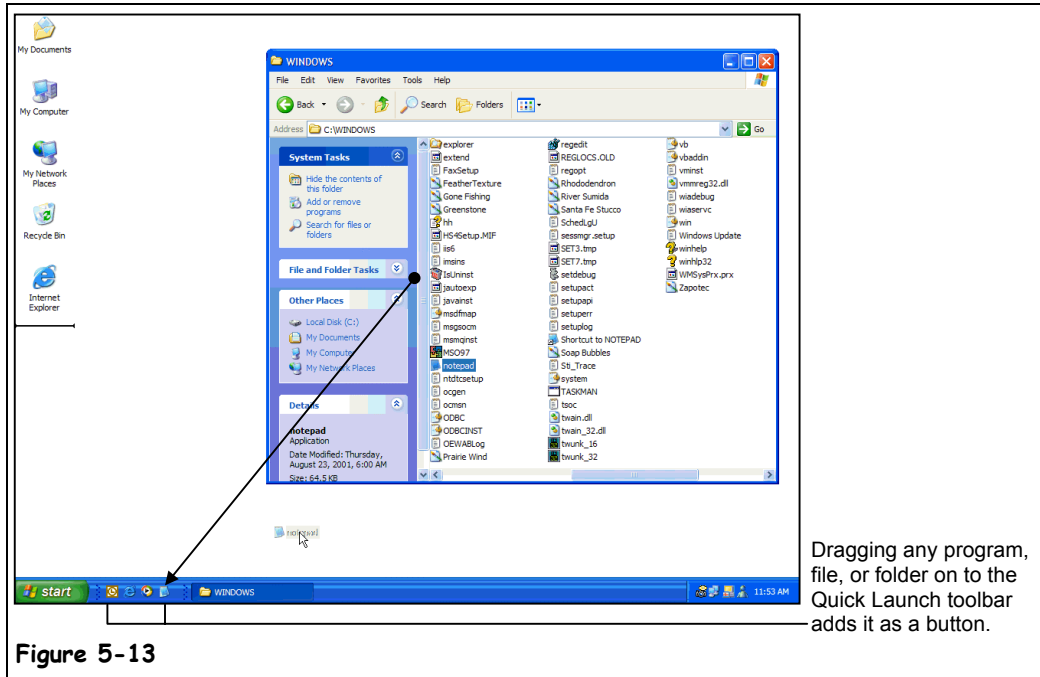 My Documents
My Computer
My Network
Places
Recycle Bin
Internet
Explorer
WINDOWS
File Edit View Favorites Tools Help
Back Search Folders
Address C:\WINDOWS Go
System Tasks
Hide the contents of
this folder
Add or remove
programs
Search for files or
folders
File and Folder Tasks
Other Places
Local Disk (C:)
My Documents
My Computer
My Network Places
Details
notepad
Application
Date Modified: Thursday,
August 23, 2001, 6:00 AM
Size: 64.5 KB
explorer
extend
FaxSetup
FeatherTexture
Gone Fishing
Greenstone
hh
HS4Setup.MIF
iis6
imsins
IsUninst
jautoexp
javainst
msdfmap
msgsocm
msmqinst
MSO97
notepad
ntdtcsetup
ocgen
ocmsn
ODBC
ODBCINST
OEWABLog
Prairie Wind
regedit
REGLOCS.OLD
regopt
Rhododendron
River Sumida
Santa Fe Stucco
SchedLgU
sessmgr.setup
SET3.tmp
SET7.tmp
setdebug
setupact
setupapi
setuperr
setuplog
Shortcut to NOTEPAD
Soap Bubbles
Sti_Trace
system
TASKMAN
tsoc
twain.dll
twain_32.dll
twunk_16
twunk_32
vb
vbaddin
vminst
vmmreg32.dll
wiadebug
wiaservc
win
Windows Update
winhelp
winhlp32
WMSysPrx.prx
Zapotec
notepad
start WINDOWS 11:53 AM
Dragging any program,
file, or folder on to the
Quick Launch toolbar
adds it as a button.
Figure 5-13